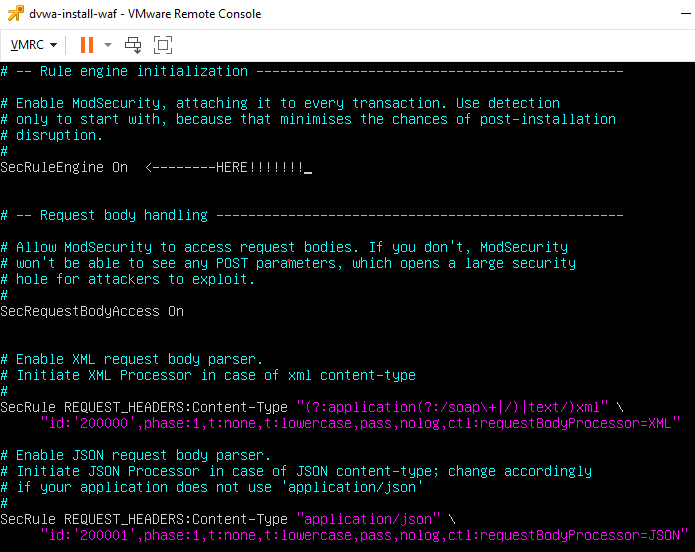 dvwa-install-waf - VMware Remote Console
VMRC
# -- Rule engine initialization ----------------------------------------------
# Enable ModSecurity, attaching it to every transaction. Use detection
# only to start with, because that minimises the chances of post-installation
# disruption.
#
SecRuleEngine On  <--------HERE!!!!!!!_
# -- Request body handling ---------------------------------------------------
# Allow ModSecurity to access request bodies. If you don't, ModSecurity
# won't be able to see any POST parameters, which opens a large security
# hole for attackers to exploit.
#
SecRequestBodyAccess On
# Enable XML request body parser.
# Initiate XML Processor in case of xml content-type
#
SecRule REQUEST_HEADERS:Content-Type "(?:application(?:/soap\+|/)|text/)xml" \
"id:'200000',phase:1,t:none,t:lowercase,pass,nolog,ctl:requestBodyProcessor=XML"
# Enable JSON request body parser.
# Initiate JSON Processor in case of JSON content-type; change accordingly
# if your application does not use 'application/json'
#
SecRule REQUEST_HEADERS:Content-Type "application/json" \
"id:'200001',phase:1,t:none,t:lowercase,pass,nolog,ctl:requestBodyProcessor=JSON"